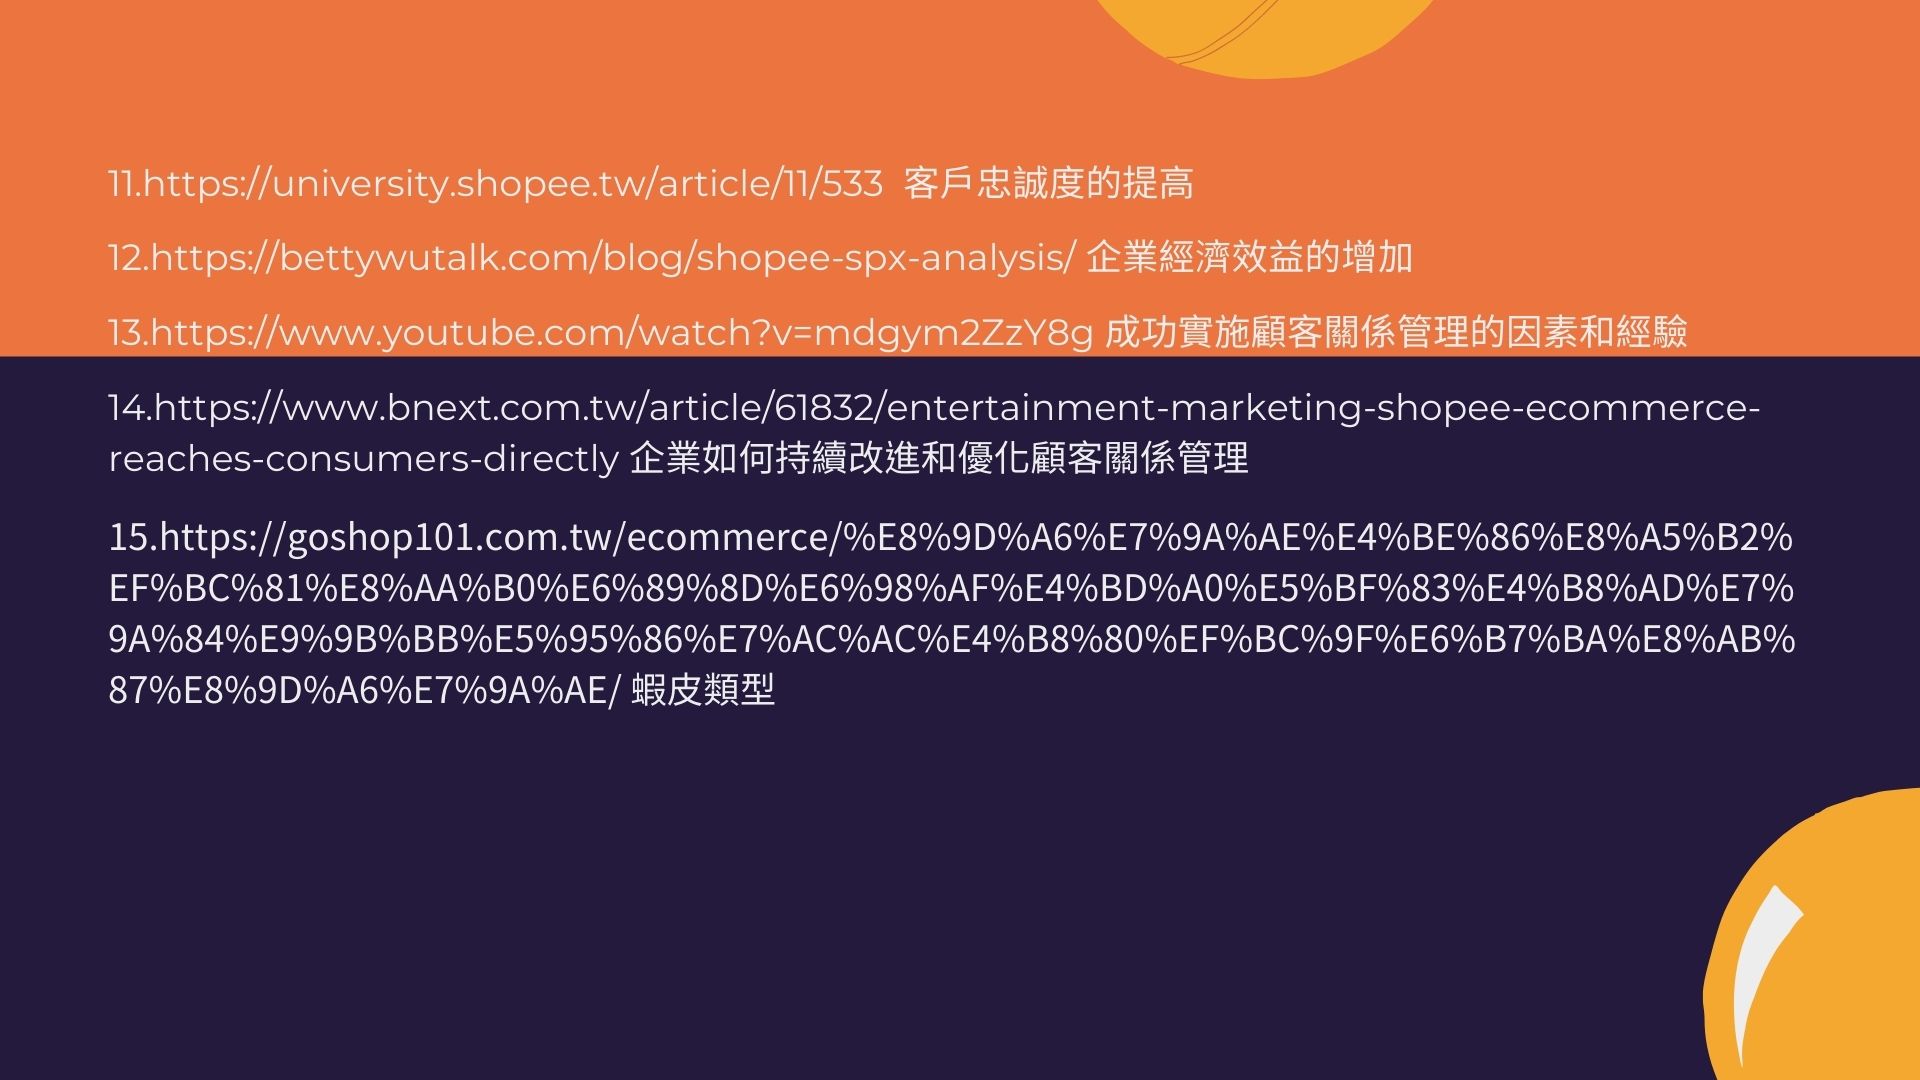 11.https://university.shopee.tw/article/11/533 客戶忠誠度的提高
12.https://bettywutalk.com/blog/shopee-spx-analysis/ 企業經濟效益的增加
13.https://www.youtube.com/watch?v=mdgym2ZzY8g 成功實施顧客關係管理的因素和經驗
14.https://www.bnext.com.tw/article/61832/entertainment-marketing-shopee-ecommerce-
reaches-consumers-directly 企業如何持續改進和優化顧客關係管理
15.https://goshop101.com.tw/ecommerce/%E8%9D%A6%E7%9A%AE%E4%BE%86%E8%A5%B2%
EF%BC%81%E8%AA%B0%E6%89%8D%E6%98%AF%E4%BD%A0%E5%BF%83%E4%B8%AD%E7%
9A%84%E9%9B%BB%E5%95%86%E7%AC%AC%E4%B8%80%EF%BC%9F%E6%B7%BA%E8%AB%
87%E8%9D%A6%E7%9A%AE/ 蝦皮類型